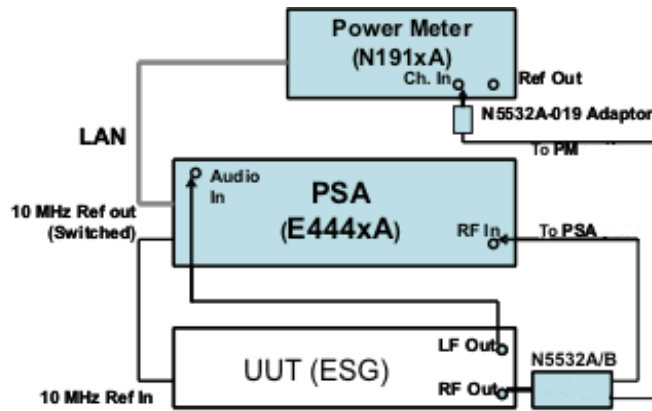 Power Meter
(N191xA)
Ch. In
Ref Out
N5532A-019 Adaptor
LAN
To PM
Audio
In
PSA
(E444xA)
10 MHz Ref out
(Switched)
RF In
To PSA
LF Out
N5532A/B
UUT (ESG)
RF Out
10 MHz Ref In